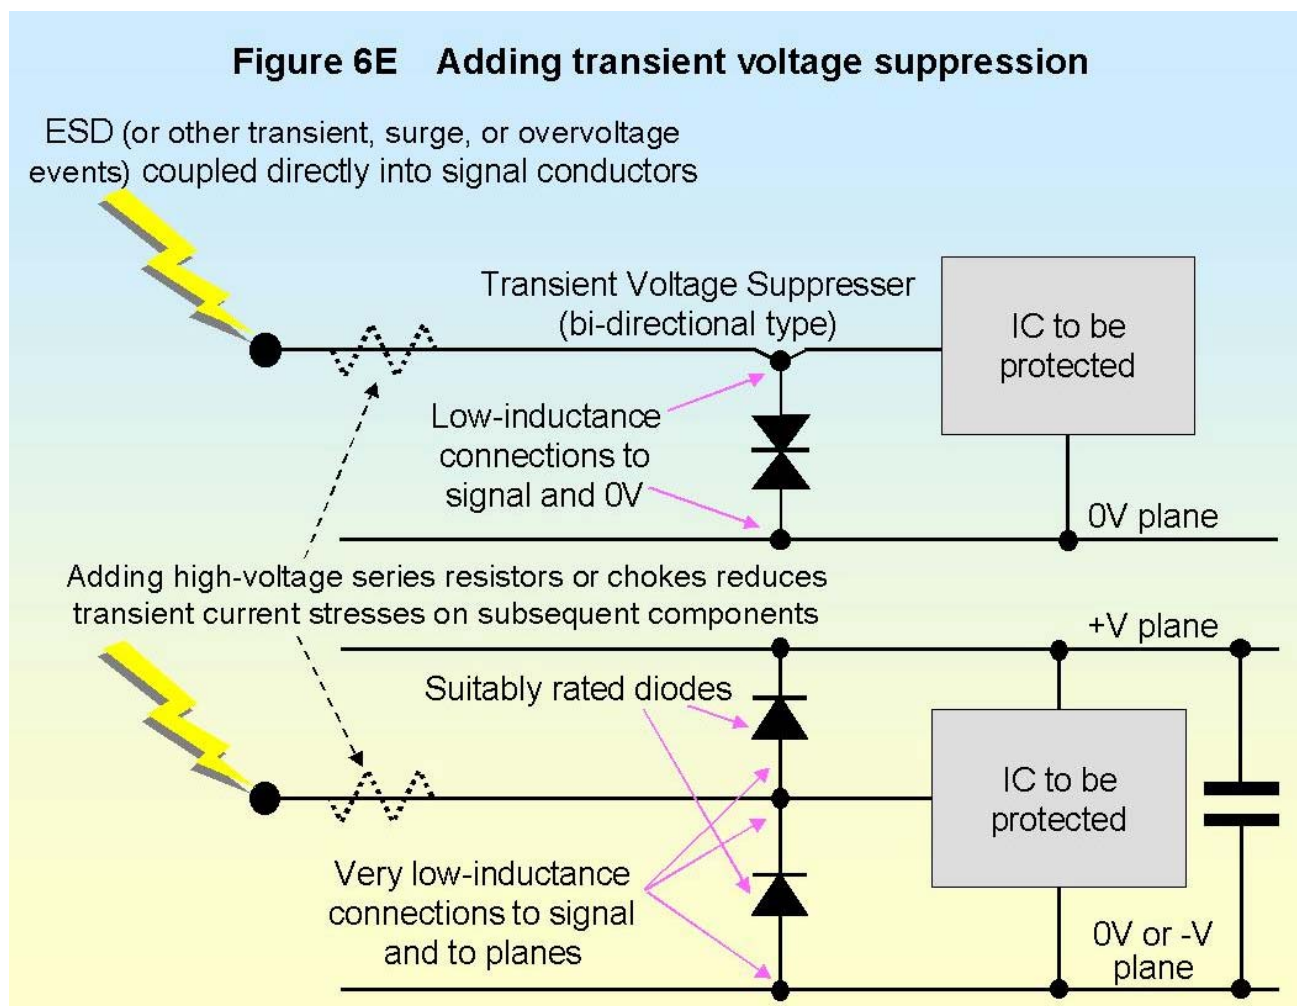 Figure 6E    Adding transient voltage suppression
ESD (or other transient, surge, or overvoltage
events) coupled directly into signal conductors
Transient Voltage Suppresser
(bi-directional type)
IC to be
protected
Low-inductance
connections to
signal and 0V
0V plane
Adding high-voltage series resistors or chokes reduces
transient current stresses on subsequent components
+V plane
Suitably rated diodes
IC to be
protected
Very low-inductance
connections to signal
and to planes
0V or -V
plane